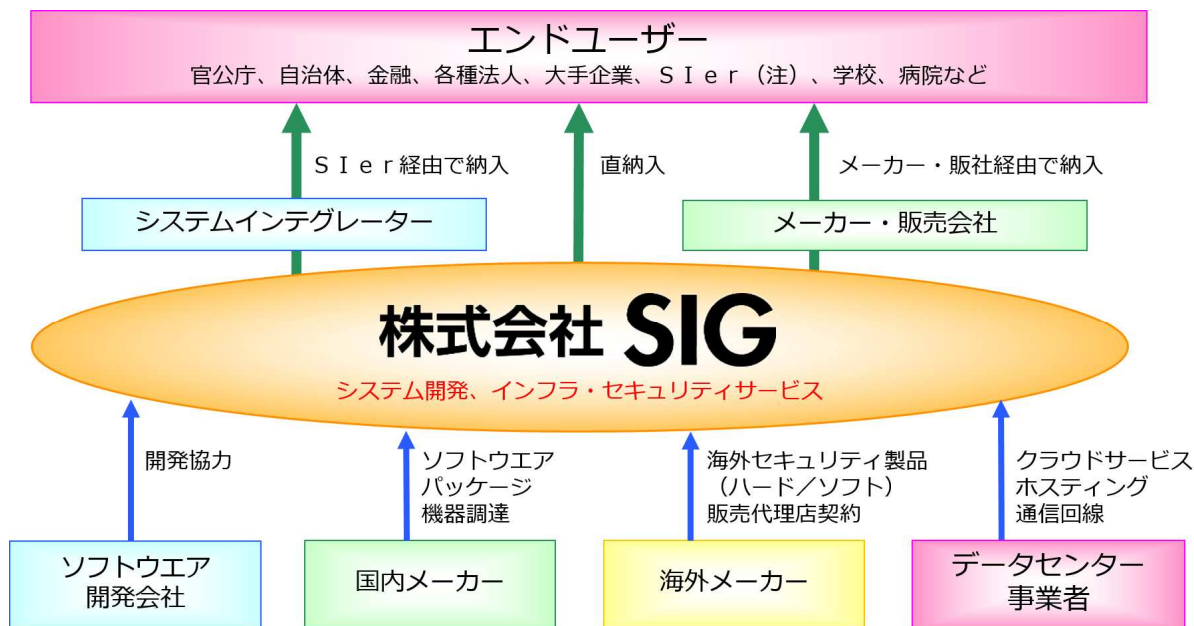 エンドユーザー
官公庁、自治体、金融、各種法人、大手企業、ＳＩｅｒ（注）、学校、病院など
ＳＩｅｒ経由で納入
直納入
メーカー・販社経由で納入
システムインテグレーター
メーカー・販売会社
株式会社 SIG
システム開発、インフラ・セキュリティサービス
開発協力
ソフトウエア
パッケージ
機器調達
海外セキュリティ製品
（ハード／ソフト）
販売代理店契約
クラウドサービス
ホスティング
通信回線
ソフトウエア
開発会社
国内メーカー
海外メーカー
データセンター
事業者